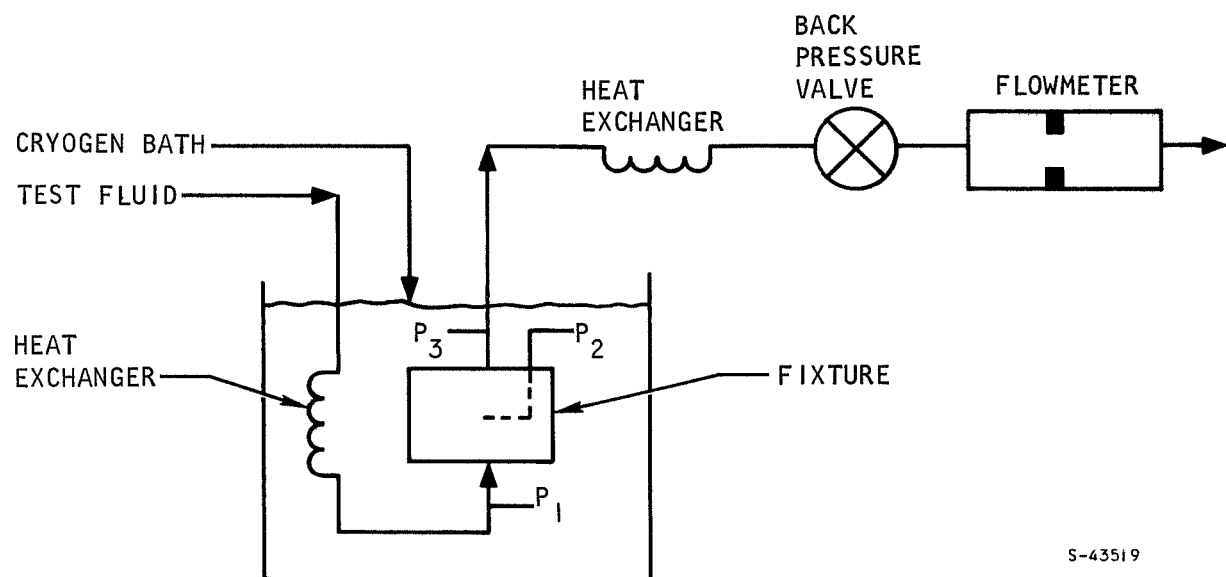 BACK
PRESSURE
VALVE
HEAT
EXCHANGER
FLOWMETER
CRYOGEN BATH
TEST FLUID
P3
P2
HEAT
EXCHANGER
FIXTURE
P1
S-43519